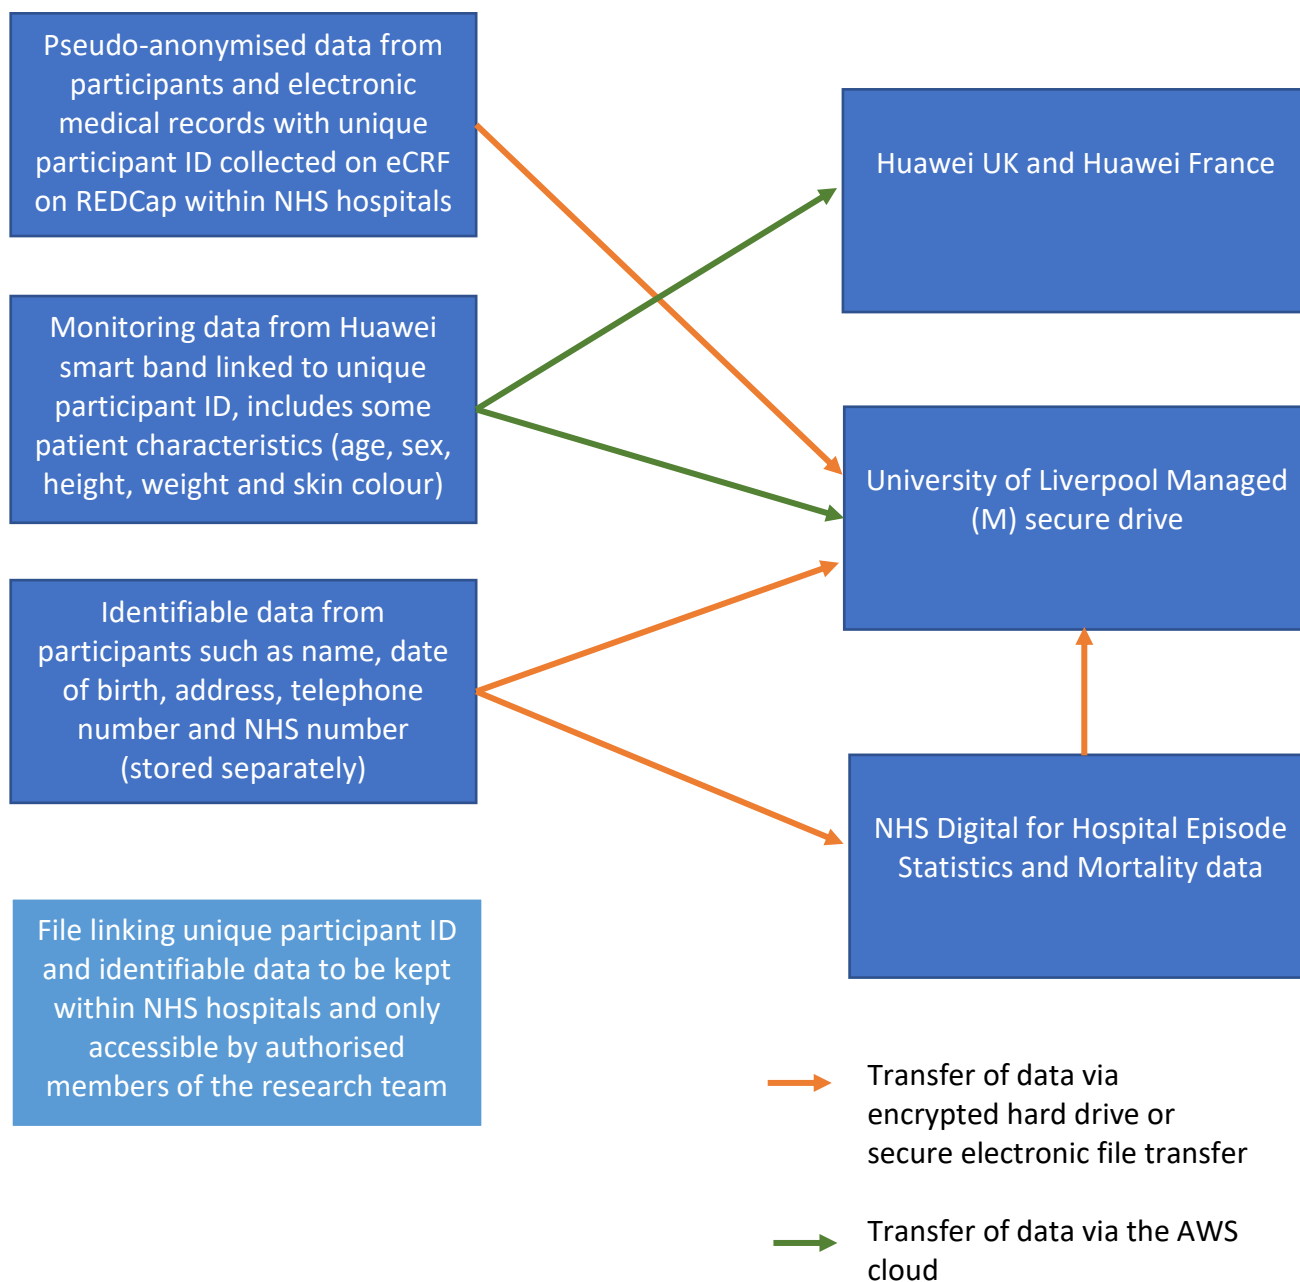 Pseudo-anonymised data from
participants and electronic
medical records with unique
participant ID collected on eCRF
on REDCap within NHS hospitals
Huawei UK and Huawei France
Monitoring data from Huawei
smart band linked to unique
participant ID, includes some
patient characteristics (age, sex,
height, weight and skin colour)
University of Liverpool Managed
(M) secure drive
Identifiable data from
participants such as name, date
of birth, address, telephone
number and NHS number
(stored separately)
NHS Digital for Hospital Episode
Statistics and Mortality data
File linking unique participant ID
and identifiable data to be kept
within NHS hospitals and only
accessible by authorised
members of the research team
Transfer of data via
encrypted hard drive or
secure electronic file transfer
Transfer of data via the AWS
cloud